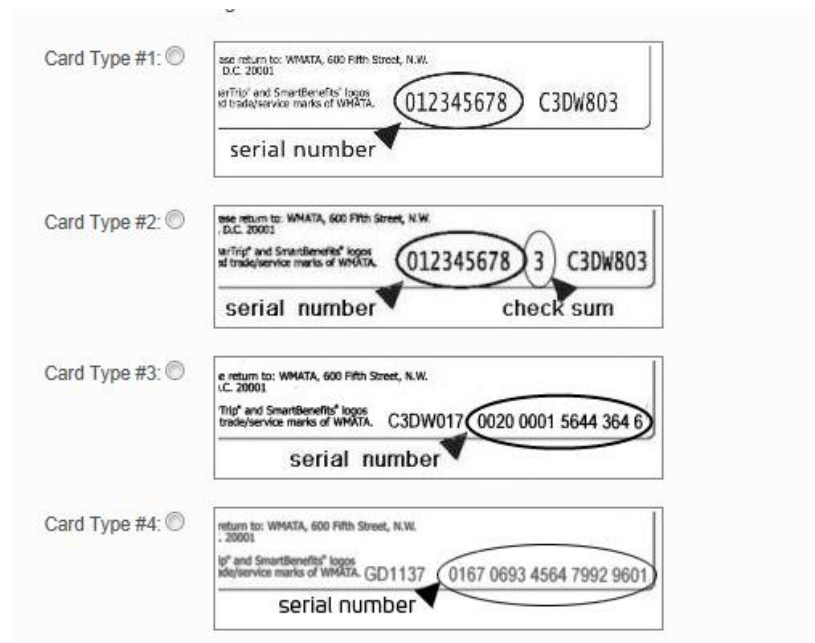 Card Type #1:
ase return to: WMATA, 600 Fifth Street, N.W.
D.C. 20001
arTrip® and SmartBenefits® logos
d trade/service marks of WMATA.
012345678 C3DW803
serial number
Card Type #2:
ase return to: WMATA, 600 Fifth Street, N.W.
. D.C. 20001
arTrip® and SmartBenefits® logos
d trade/service marks of WMATA.
012345678 3 C3DW803
serial number check sum
Card Type #3:
e return to: WMATA, 600 Fifth Street, N.W.
.C. 20001
Trip® and SmartBenefits® logos
trade/service marks of WMATA. C3DW017 0020 0001 5644 364 6
serial number
Card Type #4:
return to: WMATA, 600 Fifth Street, N.W.
. 20001
ip® and SmartBenefits® logos
ade/service marks of WMATA. GD1137 0167 0693 4564 7992 9601
serial number